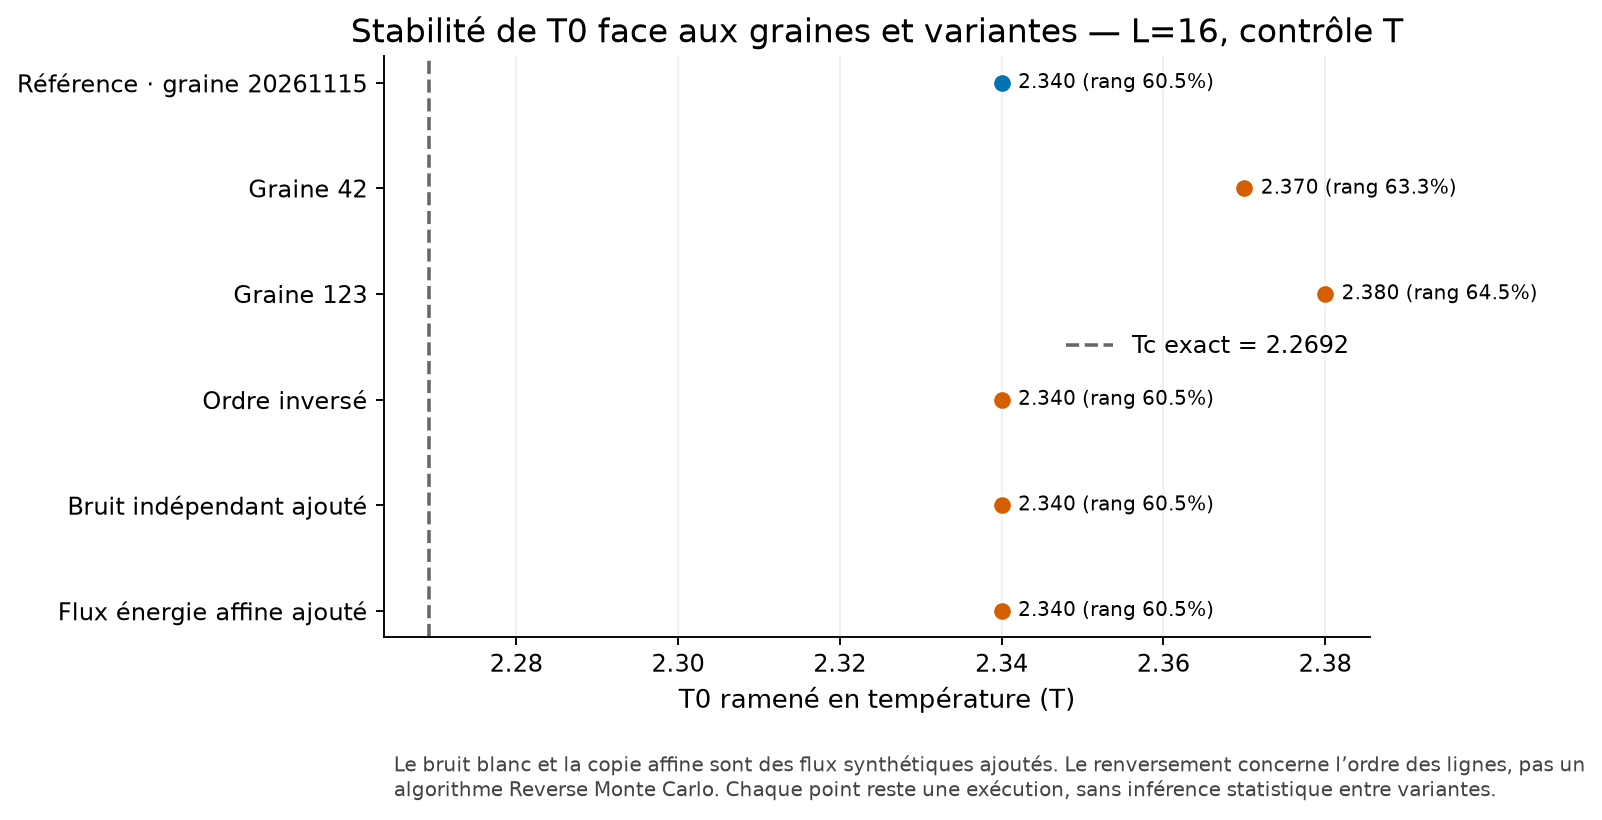 Stabilité de T0 face aux graines et variantes — L=16, contrôle T
Référence · graine 20261115
2.340 (rang 60.5%)
Graine 42
2.370 (rang 63.3%)
Graine 123
2.380 (rang 64.5%)
Tc exact = 2.2692
Ordre inversé
2.340 (rang 60.5%)
Bruit indépendant ajouté
2.340 (rang 60.5%)
Flux énergie affine ajouté
2.340 (rang 60.5%)
2.28 2.30 2.32 2.34 2.36 2.38
T0 ramené en température (T)
Le bruit blanc et la copie affine sont des flux synthétiques ajoutés. Le renversement concerne l’ordre des lignes, pas un
algorithme Reverse Monte Carlo. Chaque point reste une exécution, sans inférence statistique entre variantes.